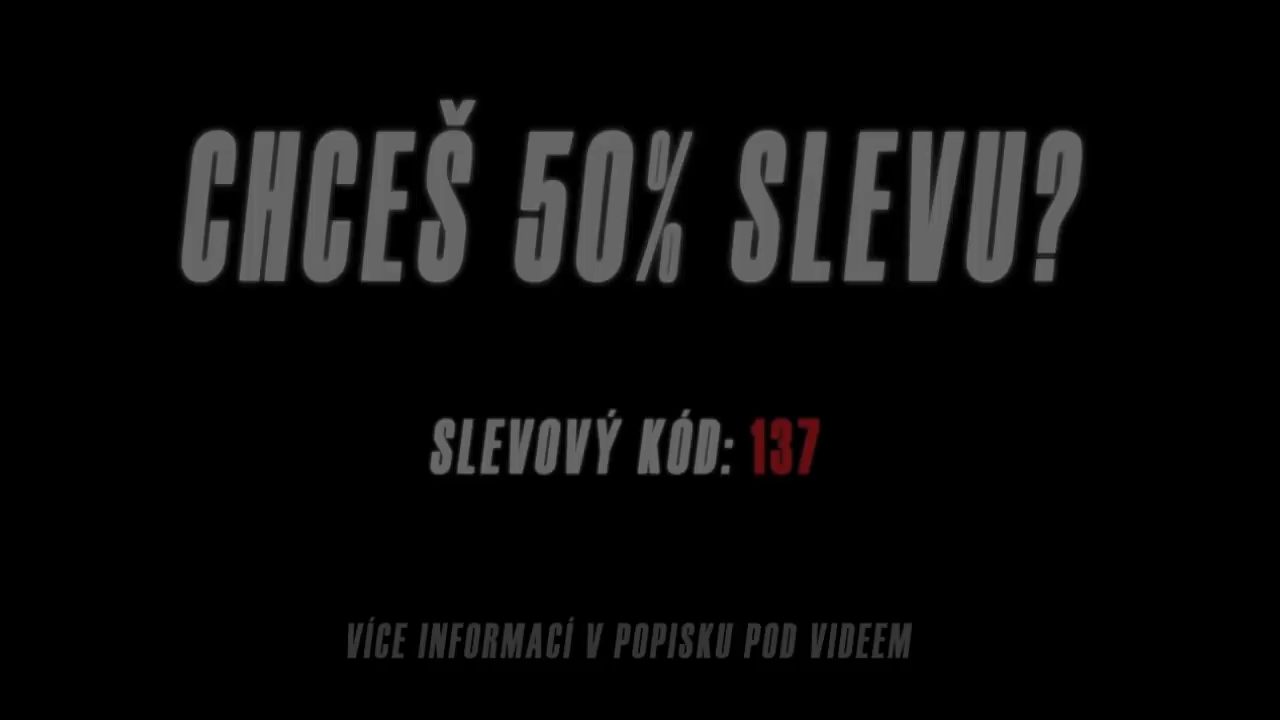 CHCEŠ 50% SLEVU?
SLEVOVÝ KÓD: 137
VÍCE INFORMACÍ V POPISKU POD VIDEEM